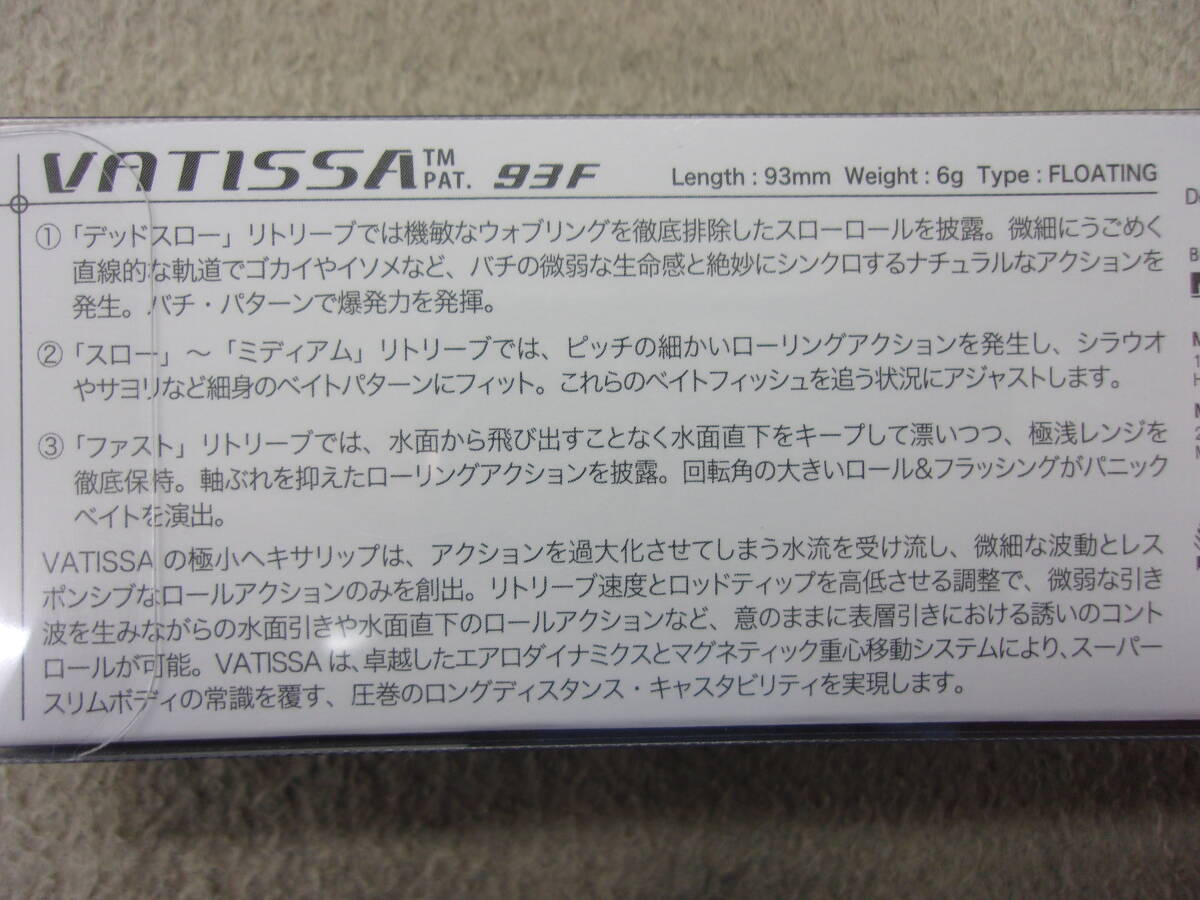 VATISSA TM PAT. 93F Length : 93mm Weight : 6g Type : FLOATING
①「デッドスロー」リトリーブでは機敏なウォブリングを徹底排除したスローロールを披露。微細にうごめく
直線的な軌道でゴカイやイソメなど、バチの微弱な生命感と絶妙にシンクロするナチュラルなアクションを
発生。バチ・パターンで爆発力を発揮。
②「スロー」～「ミディアム」リトリーブでは、ピッチの細かいローリングアクションを発生し、シラウオ
やサヨリなど細身のベイトパターンにフィット。これらのベイトフィッシュを追う状況にアジャストします。
③「ファスト」リトリーブでは、水面から飛び出すことなく水面直下をキープして漂いつつ、極浅レンジを
徹底保持。軸ぶれを抑えたローリングアクションを披露。回転角の大きいロール&フラッシングがパニック
ベイトを演出。
VATISSAの極小ヘキサリップは、アクションを過大化させてしまう水流を受け流し、微細な波動とレス
ポンシブなロールアクションのみを創出。リトリーブ速度とロッドティップを高低させる調整で、微弱な引き
波を生みながらの水面引きや水面直下のロールアクションなど、意のままに表層引きにおける誘いのコント
ロールが可能。VATISSAは、卓越したエアロダイナミクスとマグネティック重心移動システムにより、スーパー
スリムボディの常識を覆す、圧巻のロングディスタンス・キャスタビリティを実現します。